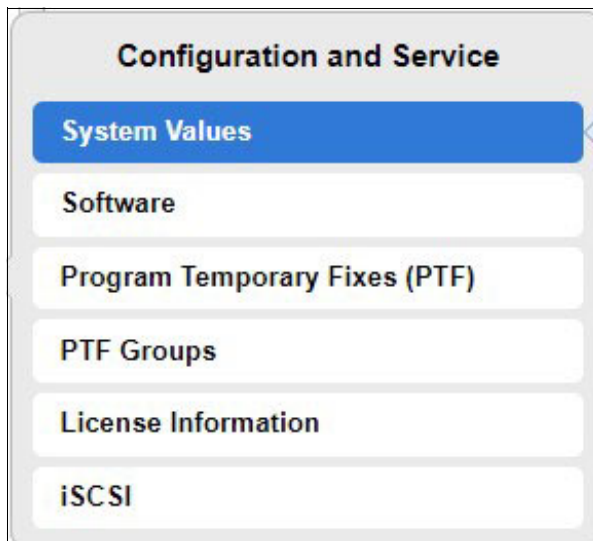 Configuration and Service
System Values
Software
Program Temporary Fixes (PTF)
PTF Groups
License Information
iSCSI